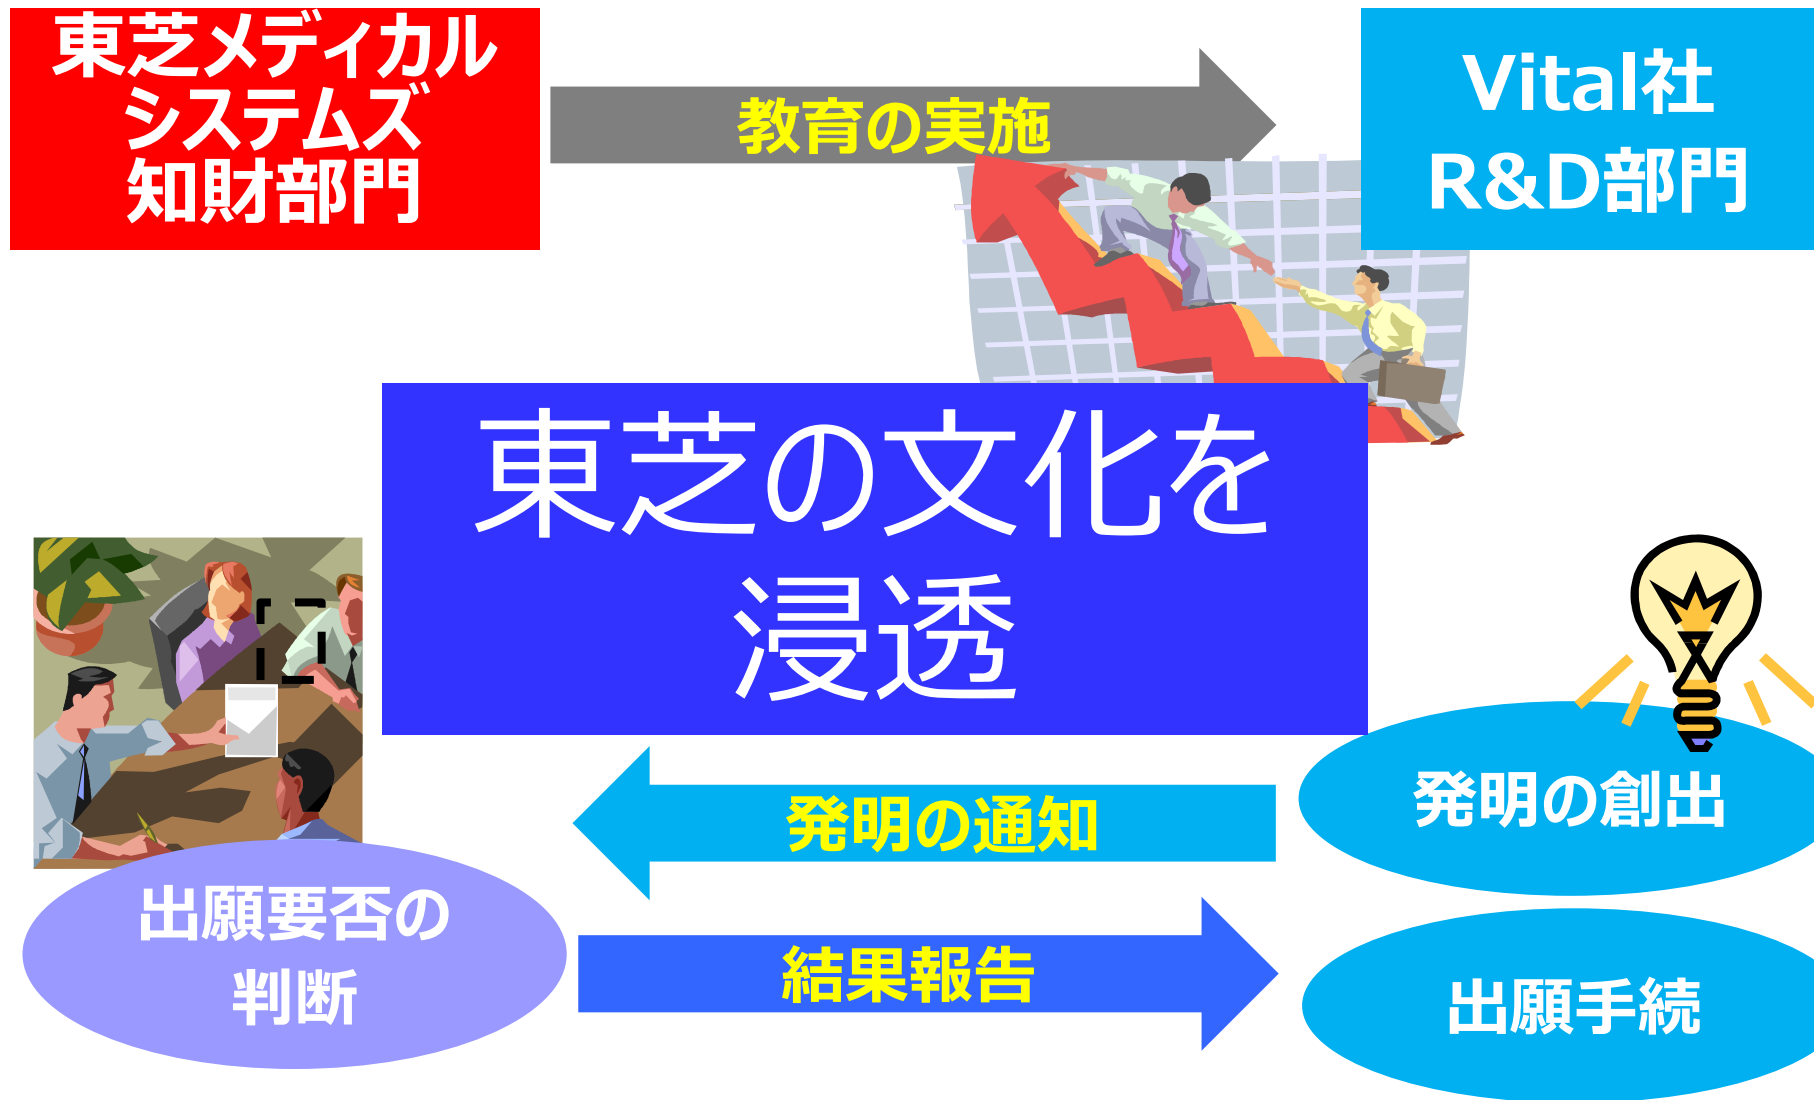 東芝メディカル
システムズ
知財部門
教育の実施
Vital社
R&D部門
東芝の文化を
浸透
発明の創出
発明の通知
出願要否の
判断
結果報告
出願手続